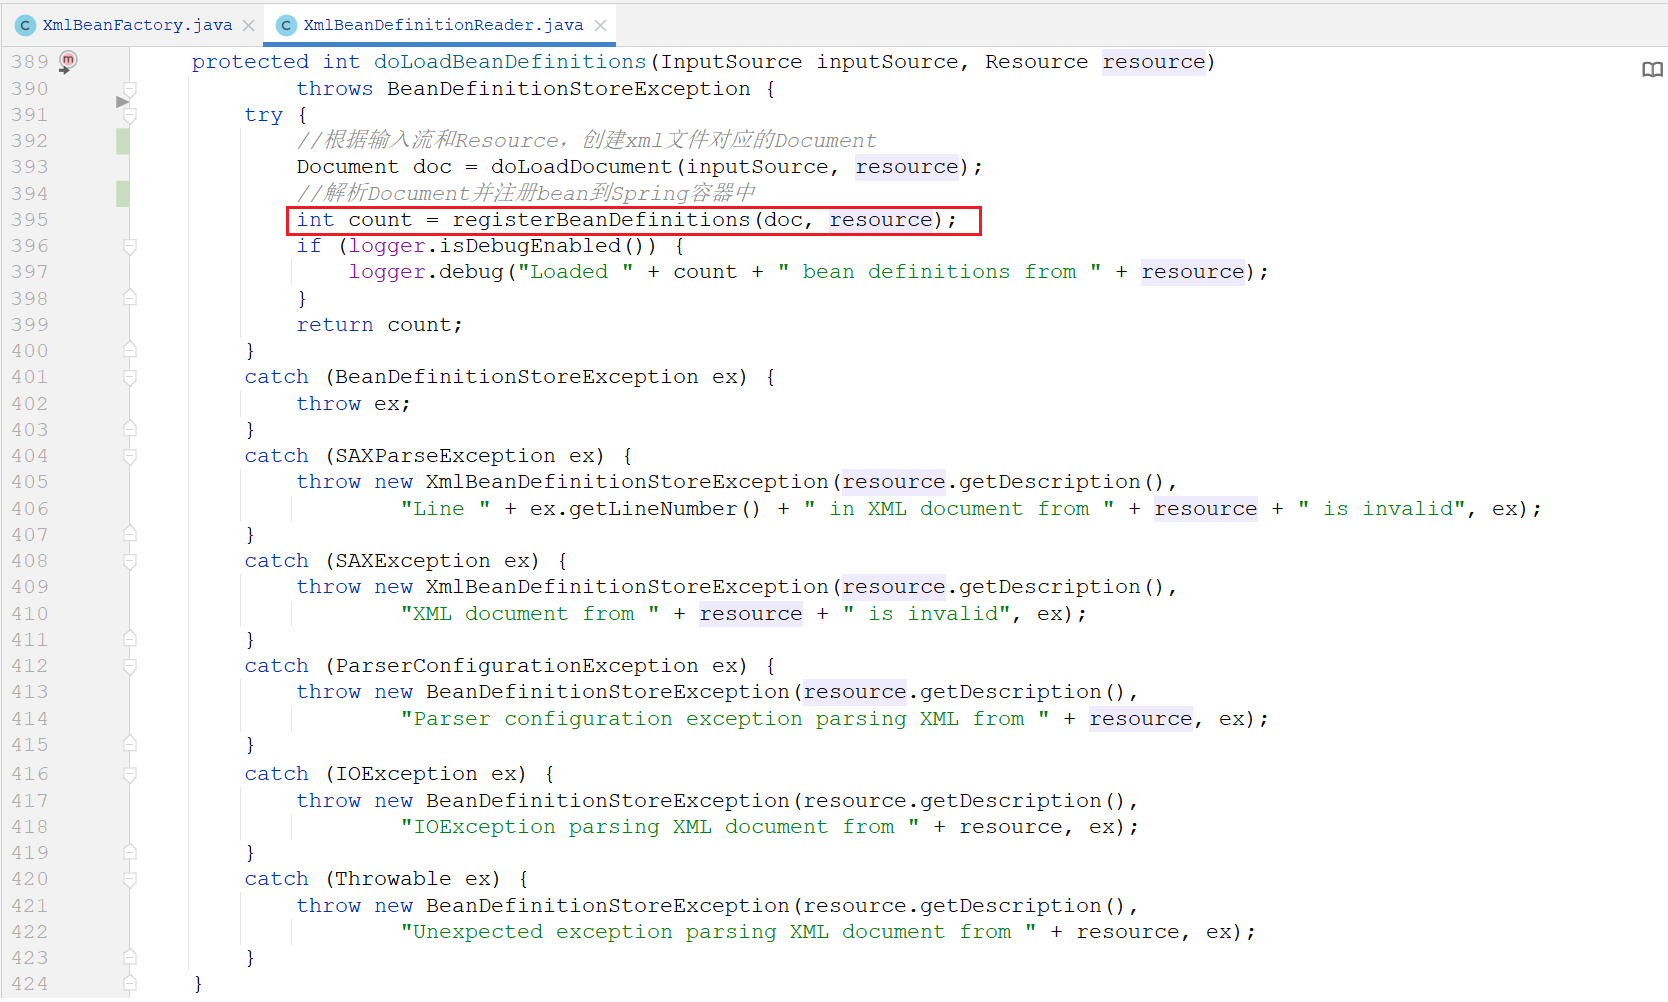 XmlBeanFactory.java XmlBeanDefinitionReader.java
389 protected int doLoadBeanDefinitions(InputSource inputSource, Resource resource)
390 throws BeanDefinitionStoreException {
391 try {
392 //根据输入流和Resource，创建xml文件对应的Document
393 Document doc = doLoadDocument(inputSource, resource);
394 //解析Document并注册bean到Spring容器中
395 int count = registerBeanDefinitions(doc, resource);
396 if (logger.isDebugEnabled()) {
397 logger.debug("Loaded " + count + " bean definitions from " + resource);
398 }
399 return count;
400 }
401 catch (BeanDefinitionStoreException ex) {
402 throw ex;
403 }
404 catch (SAXParseException ex) {
405 throw new XmlBeanDefinitionStoreException(resource.getDescription(),
406 "Line " + ex.getLineNumber() + " in XML document from " + resource + " is invalid", ex);
407 }
408 catch (SAXException ex) {
409 throw new XmlBeanDefinitionStoreException(resource.getDescription(),
410 "XML document from " + resource + " is invalid", ex);
411 }
412 catch (ParserConfigurationException ex) {
413 throw new BeanDefinitionStoreException(resource.getDescription(),
414 "Parser configuration exception parsing XML from " + resource, ex);
415 }
416 catch (IOException ex) {
417 throw new BeanDefinitionStoreException(resource.getDescription(),
418 "IOException parsing XML document from " + resource, ex);
419 }
420 catch (Throwable ex) {
421 throw new BeanDefinitionStoreException(resource.getDescription(),
422 "Unexpected exception parsing XML document from " + resource, ex);
423 }
424 }